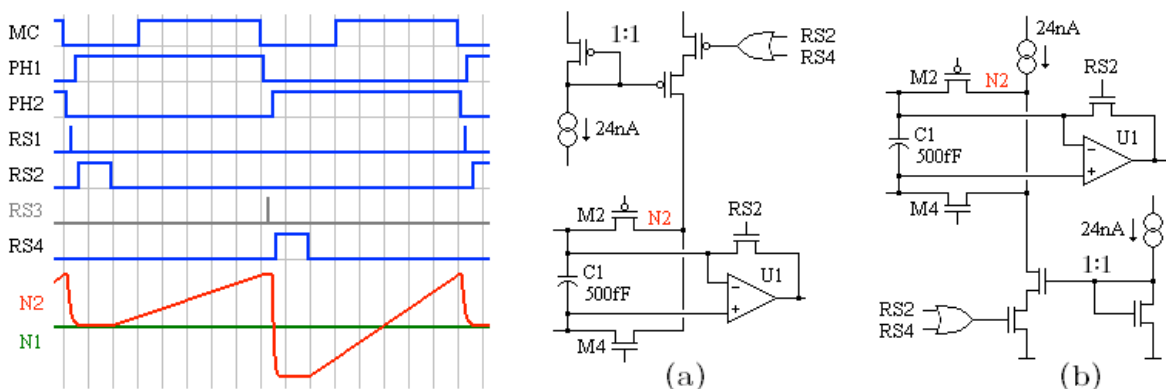 MC
PH1
PH2
RS1
RS2
RS3
RS4
N2
N1
1:1
RS2
RS4
24nA
M2
N2
RS2
C1
500fF
U1
M4
(a)
24nA
M2
N2
RS2
C1
500fF
U1
M4
24nA
1:1
RS2
RS4
(b)